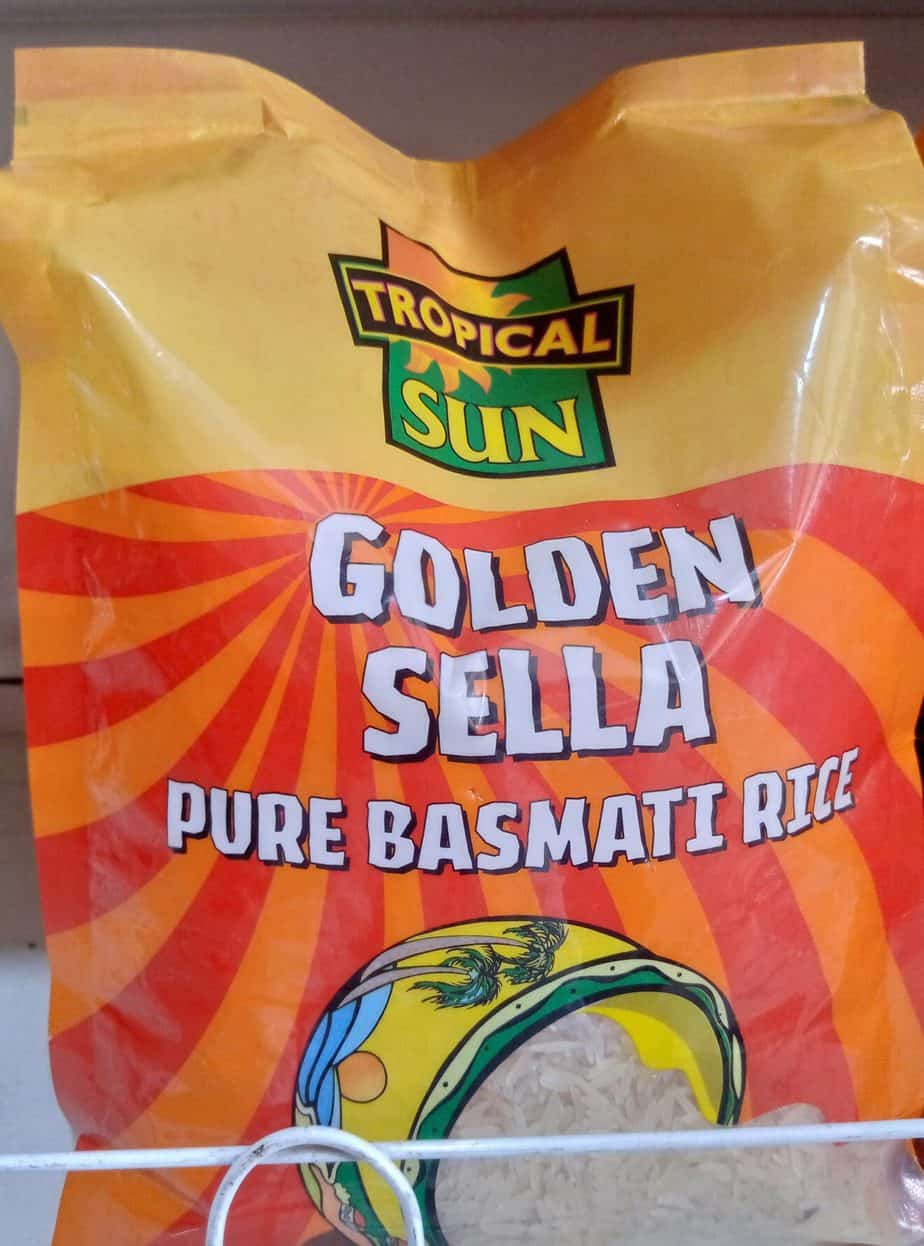 TROPICAL
SUN
GOLDEN
SELLA
PURE BASMATI RICE